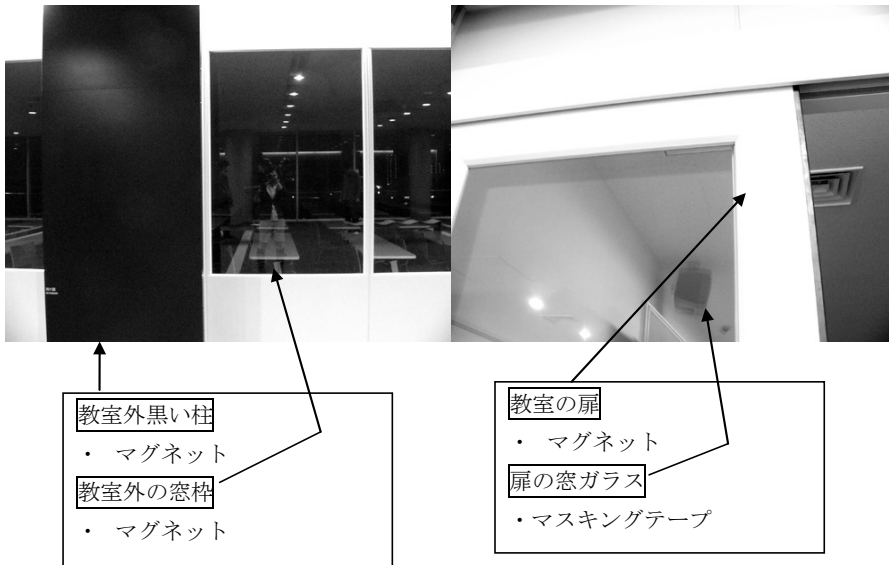 教室外黒い柱
・ マグネット
教室外の窓枠
・ マグネット
教室の扉
・ マグネット
扉の窓ガラス
・マスキングテープ